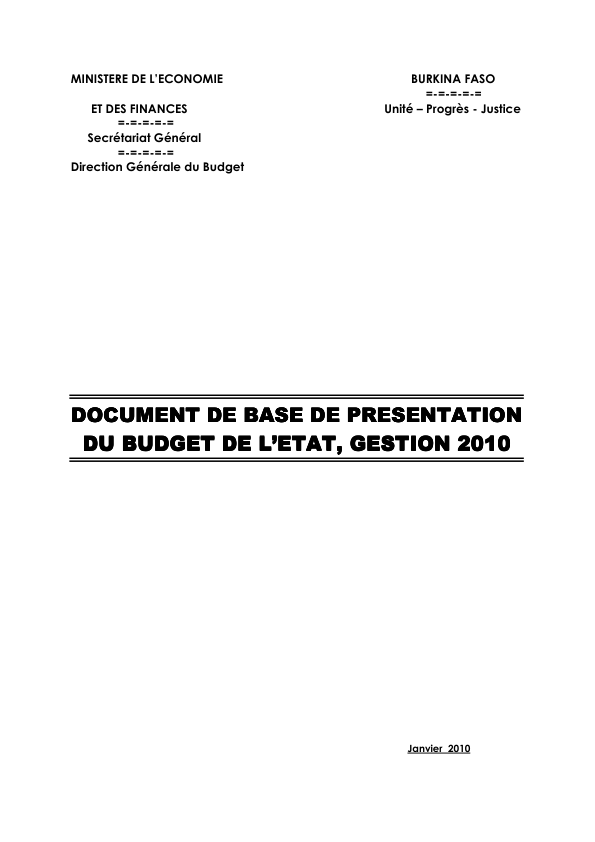 MINISTERE DE L'ECONOMIE
ET DES FINANCES
=-=-=-=-=
Secrétariat Général
=-=-=-=-=
Direction Générale du Budget
BURKINA FASO
=-=-=-=-=
Unité – Progrès - Justice
DOCUMENT DE BASE DE PRESENTATION
DU BUDGET DE L'ETAT, GESTION 2010
Janvier 2010